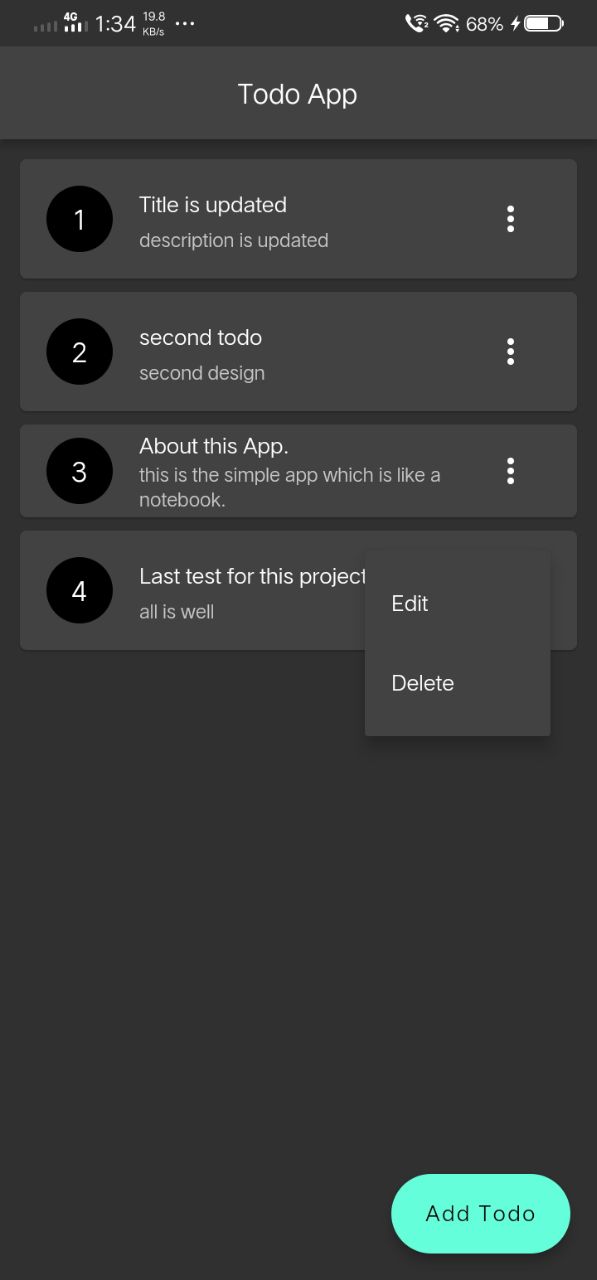 4G 1:34 19.8 KB/s ... 2 68%
Todo App
1
Title is updated
description is updated
2
second todo
second design
3
About this App.
this is the simple app which is like a
notebook.
4
Last test for this project
all is well
Edit
Delete
Add Todo